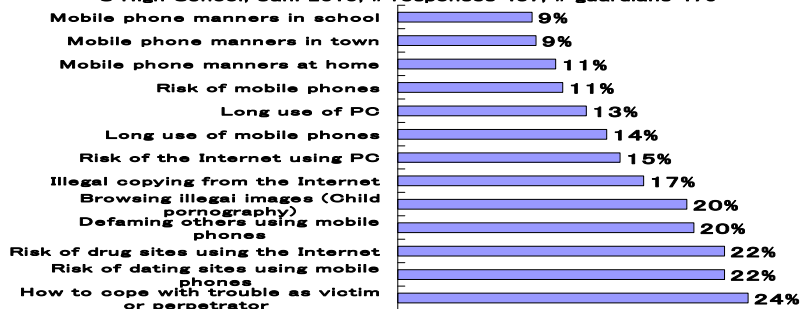 Mobile phone manners in school 9%
Mobile phone manners in town 9%
Mobile phone manners at home 11%
Risk of mobile phones 11%
Long use of PC 13%
Long use of mobile phones 14%
Risk of the Internet using PC 15%
Illegal copying from the Internet 17%
Browsing illegai images (Child
pornography) 20%
Defaming others using mobile
phones 20%
Risk of drug sites using the Internet 22%
Risk of dating sites using mobile
phones 22%
How to cope with trouble as victim
or perpetrator 24%